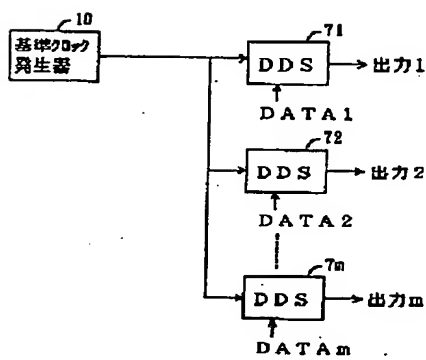 10
基準クロック
発生器
71
DDS
出力1
DATA1
72
DDS
出力2
DATA2
7m
DDS
出力m
DATAm